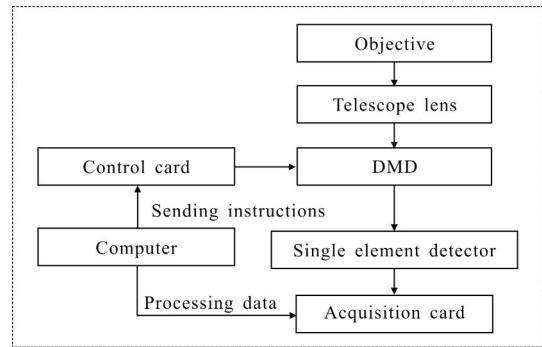 Objective
Telescope lens
Control card
DMD
Sending instructions
Computer
Single element detector
Processing data
Acquisition card